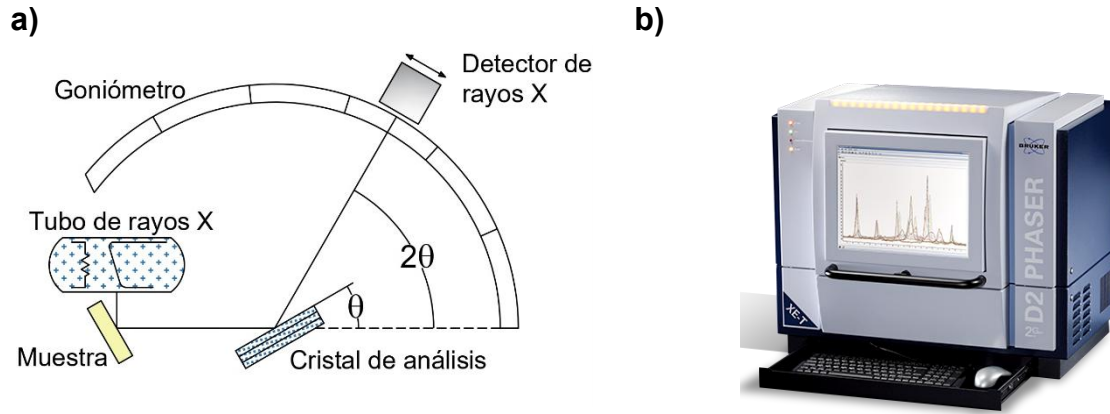 a)
b)
Goniómetro
Detector de
rayos X
Tubo de rayos X
2θ
θ
Muestra
Cristal de análisis
BRUKER
D2 PHASER
XE-T